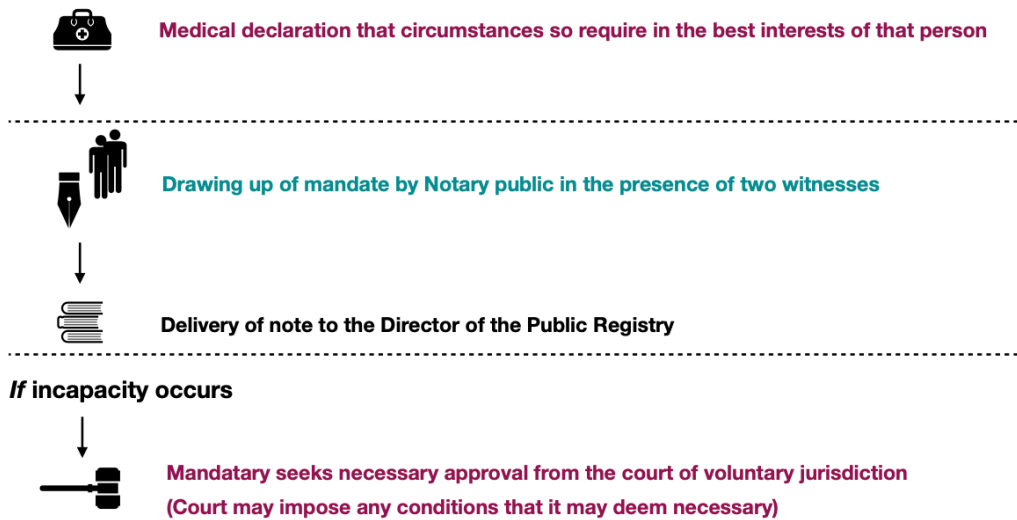 Medical declaration that circumstances so require in the best interests of that person
Drawing up of mandate by Notary public in the presence of two witnesses
Delivery of note to the Director of the Public Registry
If incapacity occurs
Mandatary seeks necessary approval from the court of voluntary jurisdiction
(Court may impose any conditions that it may deem necessary)